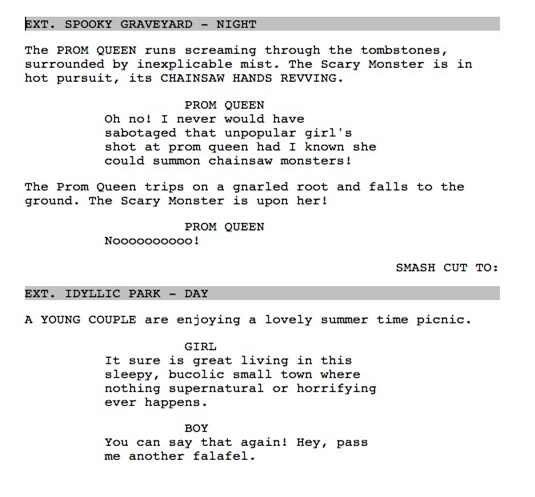 EXT. SPOOKY GRAVEYARD - NIGHT
The PROM QUEEN runs screaming through the tombstones,
surrounded by inexplicable mist. The Scary Monster is in
hot pursuit, its CHAINSAW HANDS REVVING.
PROM QUEEN
Oh no! I never would have
sabotaged that unpopular girl's
shot at prom queen had I known she
could summon chainsaw monsters!
The Prom Queen trips on a gnarled root and falls to the
ground. The Scary Monster is upon her!
PROM QUEEN
Noooooooooo!
SMASH CUT TO:
EXT. IDYLLIC PARK - DAY
A YOUNG COUPLE are enjoying a lovely summer time picnic.
GIRL
It sure is great living in this
sleepy, bucolic small town where
nothing supernatural or horrifying
ever happens.
BOY
You can say that again! Hey, pass
me another falafel.